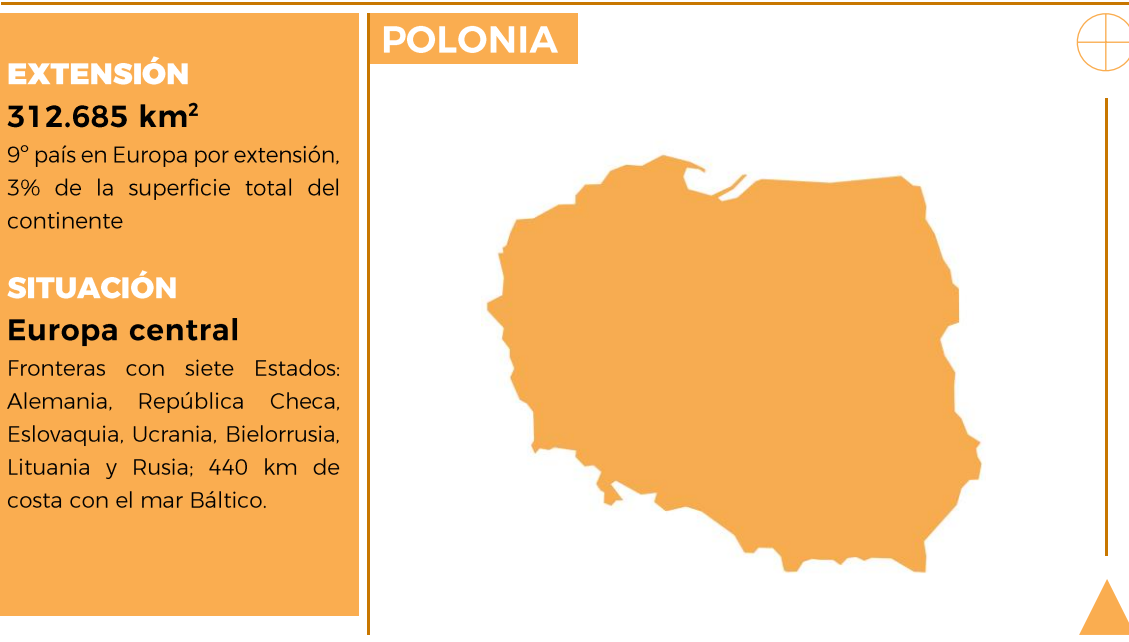 POLONIA
EXTENSIÓN
312.685 km²
9º país en Europa por extensión,
3% de la superficie total del
continente
SITUACIÓN
Europa central
Fronteras con siete Estados:
Alemania, República Checa,
Eslovaquia, Ucrania, Bielorrusia,
Lituania y Rusia; 440 km de
costa con el mar Báltico.